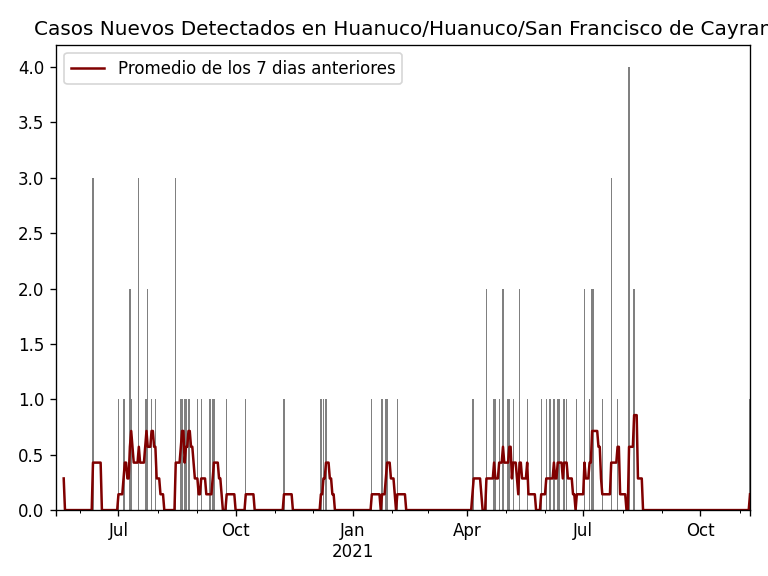 Casos Nuevos Detectados en Huanuco/Huanuco/San Francisco de Cayran
Promedio de los 7 dias anteriores
4.0
3.5
3.0
2.5
2.0
1.5
1.0
0.5
0.0
Jul
Oct
Jan
2021
Apr
Jul
Oct